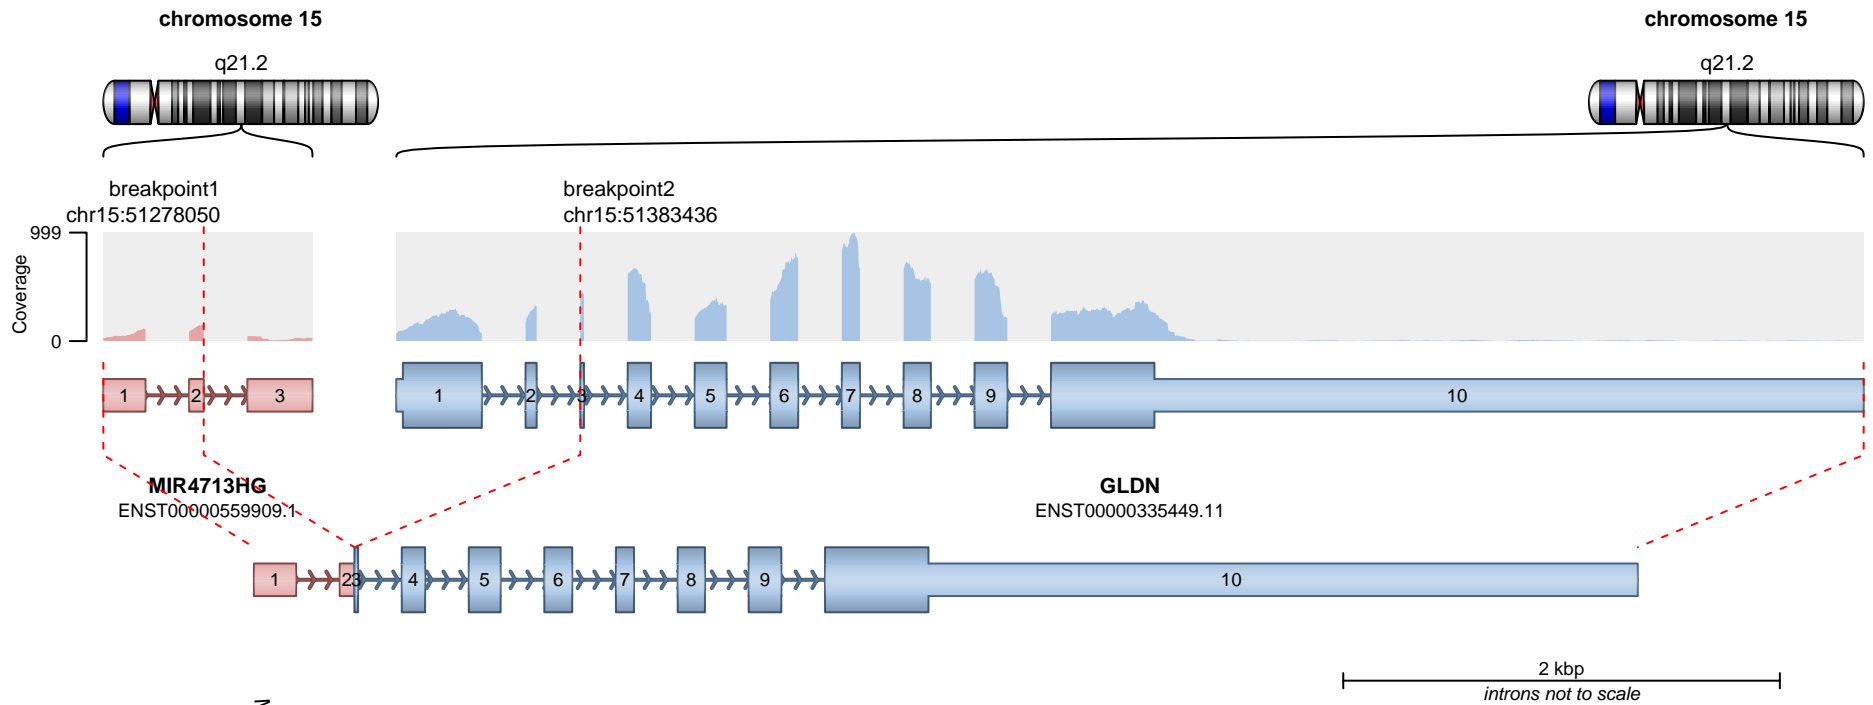 chromosome 15
chromosome 15
q21.2
q21.2
breakpoint1
chr15:51278050
breakpoint2
chr15:51383436
999
0
Coverage
1 2 3
1 2 3 4 5 6 7 8 9 10
MIR4713HG
ENST00000559909.1
GLDN
ENST00000335449.11
1 2 3 4 5 6 7 8 9 10
2 kbp
introns not to scale